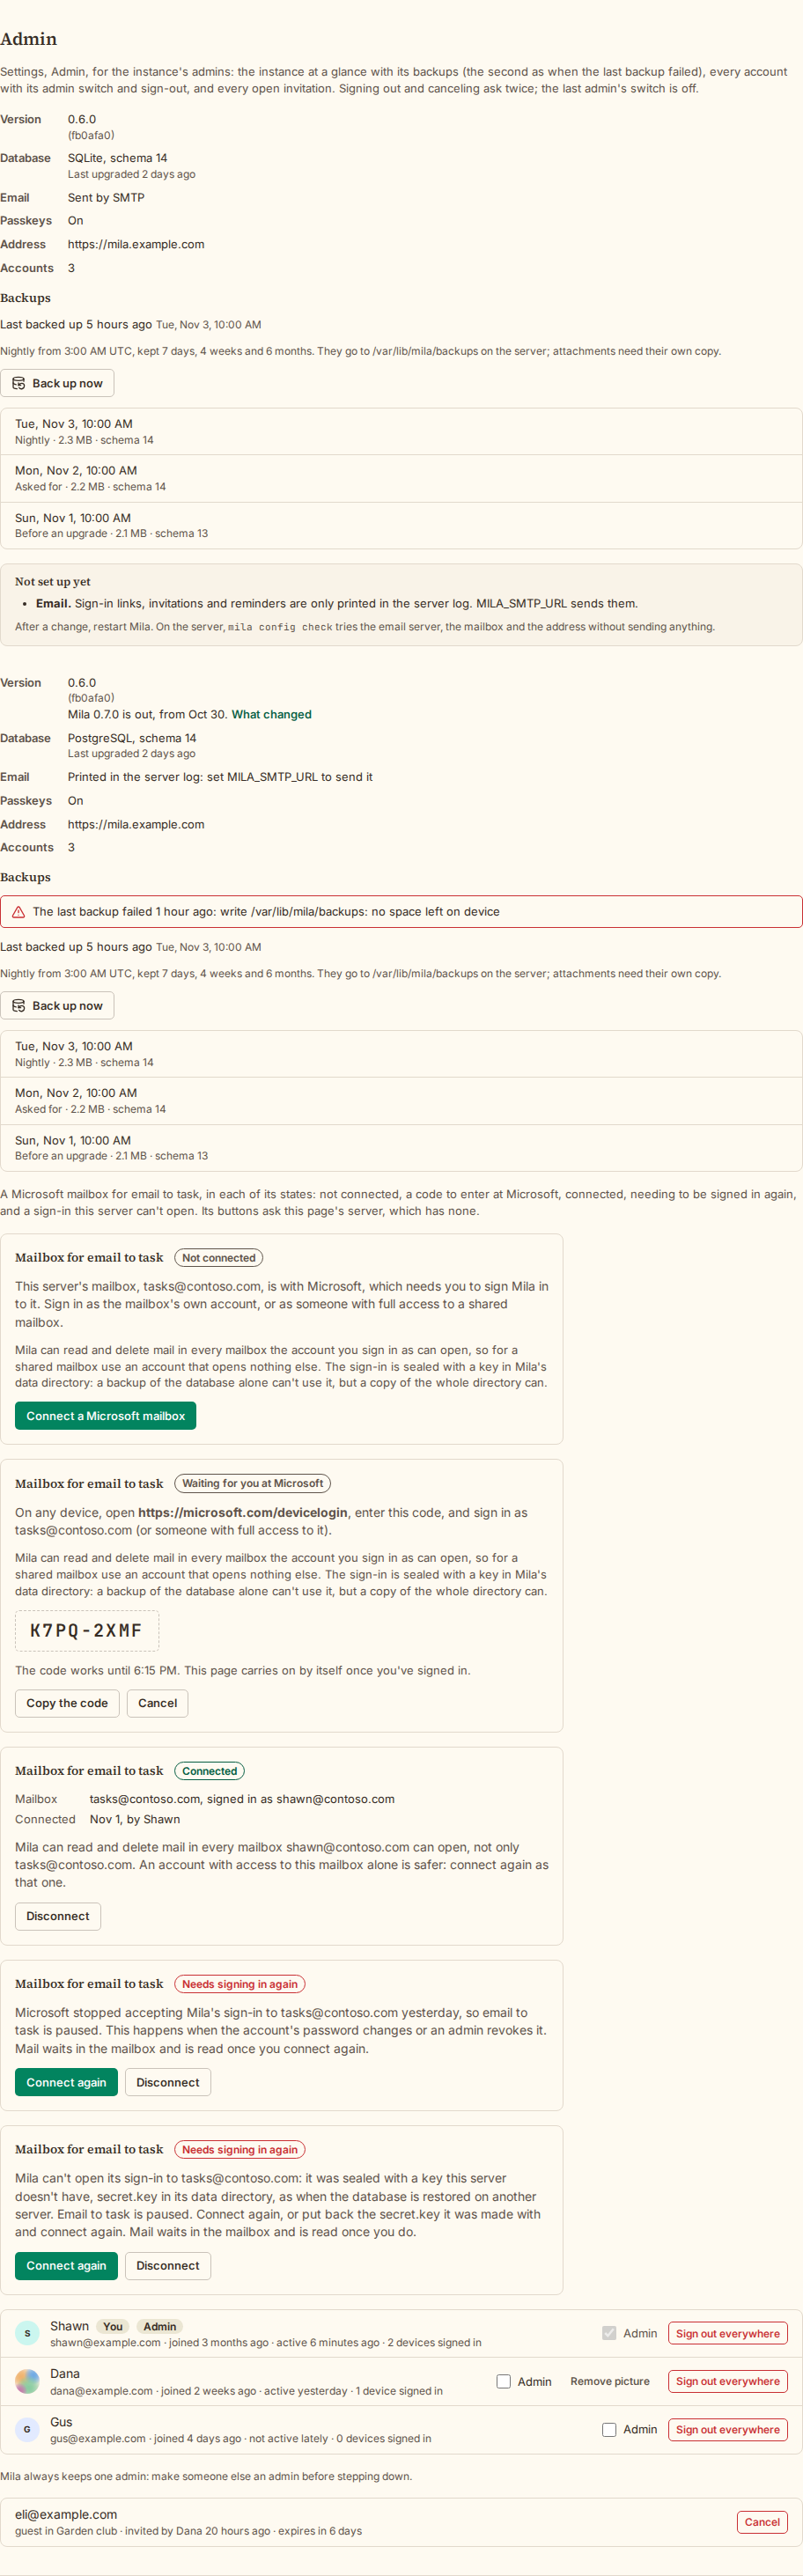 Admin
Settings, Admin, for the instance's admins: the instance at a glance with its backups (the second as when the last backup failed), every account
with its admin switch and sign-out, and every open invitation. Signing out and canceling ask twice; the last admin's switch is off.
Version 0.6.0
(fb0afa0)
Database SQLite, schema 14
Last upgraded 2 days ago
Email Sent by SMTP
Passkeys On
Address https://mila.example.com
Accounts 3
Backups
Last backed up 5 hours ago Tue, Nov 3, 10:00 AM
Nightly from 3:00 AM UTC, kept 7 days, 4 weeks and 6 months. They go to /var/lib/mila/backups on the server; attachments need their own copy.
Back up now
Tue, Nov 3, 10:00 AM
Nightly · 2.3 MB · schema 14
Mon, Nov 2, 10:00 AM
Asked for · 2.2 MB · schema 14
Sun, Nov 1, 10:00 AM
Before an upgrade · 2.1 MB · schema 13
Not set up yet
• Email. Sign-in links, invitations and reminders are only printed in the server log. MILA_SMTP_URL sends them.
After a change, restart Mila. On the server, mila config check tries the email server, the mailbox and the address without sending anything.
Version 0.6.0
(fb0afa0)
Mila 0.7.0 is out, from Oct 30. What changed
Database PostgreSQL, schema 14
Last upgraded 2 days ago
Email Printed in the server log: set MILA_SMTP_URL to send it
Passkeys On
Address https://mila.example.com
Accounts 3
Backups
The last backup failed 1 hour ago: write /var/lib/mila/backups: no space left on device
Last backed up 5 hours ago Tue, Nov 3, 10:00 AM
Nightly from 3:00 AM UTC, kept 7 days, 4 weeks and 6 months. They go to /var/lib/mila/backups on the server; attachments need their own copy.
Back up now
Tue, Nov 3, 10:00 AM
Nightly · 2.3 MB · schema 14
Mon, Nov 2, 10:00 AM
Asked for · 2.2 MB · schema 14
Sun, Nov 1, 10:00 AM
Before an upgrade · 2.1 MB · schema 13
A Microsoft mailbox for email to task, in each of its states: not connected, a code to enter at Microsoft, connected, needing to be signed in again,
and a sign-in this server can't open. Its buttons ask this page's server, which has none.
Mailbox for email to task Not connected
This server's mailbox, tasks@contoso.com, is with Microsoft, which needs you to sign Mila in
to it. Sign in as the mailbox's own account, or as someone with full access to a shared
mailbox.
Mila can read and delete mail in every mailbox the account you sign in as can open, so for a
shared mailbox use an account that opens nothing else. The sign-in is sealed with a key in Mila's
data directory: a backup of the database alone can't use it, but a copy of the whole directory can.
Connect a Microsoft mailbox
Mailbox for email to task Waiting for you at Microsoft
On any device, open https://microsoft.com/devicelogin, enter this code, and sign in as
tasks@contoso.com (or someone with full access to it).
Mila can read and delete mail in every mailbox the account you sign in as can open, so for a
shared mailbox use an account that opens nothing else. The sign-in is sealed with a key in Mila's
data directory: a backup of the database alone can't use it, but a copy of the whole directory can.
K7PQ-2XMF
The code works until 6:15 PM. This page carries on by itself once you've signed in.
Copy the code Cancel
Mailbox for email to task Connected
Mailbox tasks@contoso.com, signed in as shawn@contoso.com
Connected Nov 1, by Shawn
Mila can read and delete mail in every mailbox shawn@contoso.com can open, not only
tasks@contoso.com. An account with access to this mailbox alone is safer: connect again as
that one.
Disconnect
Mailbox for email to task Needs signing in again
Microsoft stopped accepting Mila's sign-in to tasks@contoso.com yesterday, so email to
task is paused. This happens when the account's password changes or an admin revokes it.
Mail waits in the mailbox and is read once you connect again.
Connect again Disconnect
Mailbox for email to task Needs signing in again
Mila can't open its sign-in to tasks@contoso.com: it was sealed with a key this server
doesn't have, secret.key in its data directory, as when the database is restored on another
server. Email to task is paused. Connect again, or put back the secret.key it was made with
and connect again. Mail waits in the mailbox and is read once you do.
Connect again Disconnect
S Shawn You Admin
shawn@example.com · joined 3 months ago · active 6 minutes ago · 2 devices signed in
Admin Sign out everywhere
Dana
dana@example.com · joined 2 weeks ago · active yesterday · 1 device signed in
Admin Remove picture Sign out everywhere
G Gus
gus@example.com · joined 4 days ago · not active lately · 0 devices signed in
Admin Sign out everywhere
Mila always keeps one admin: make someone else an admin before stepping down.
eli@example.com
guest in Garden club · invited by Dana 20 hours ago · expires in 6 days
Cancel